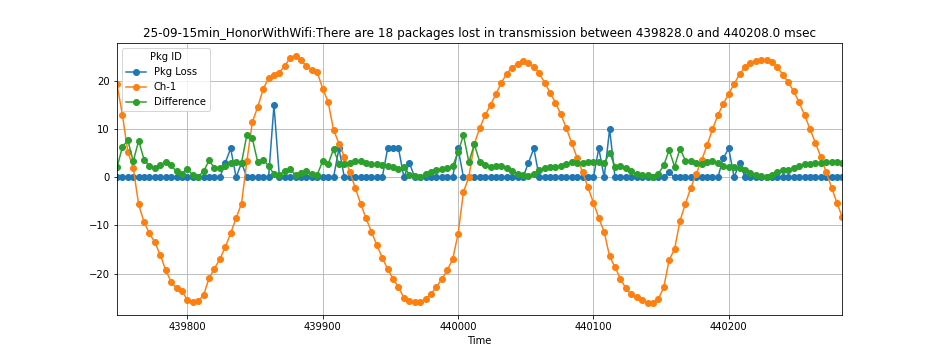 25-09-15min_HonorWithWifi:There are 18 packages lost in transmission between 439828.0 and 440208.0 msec
Pkg ID
Pkg Loss
Ch-1
Difference
20
10
0
−10
−20
439800 439900 440000 440100 440200
Time